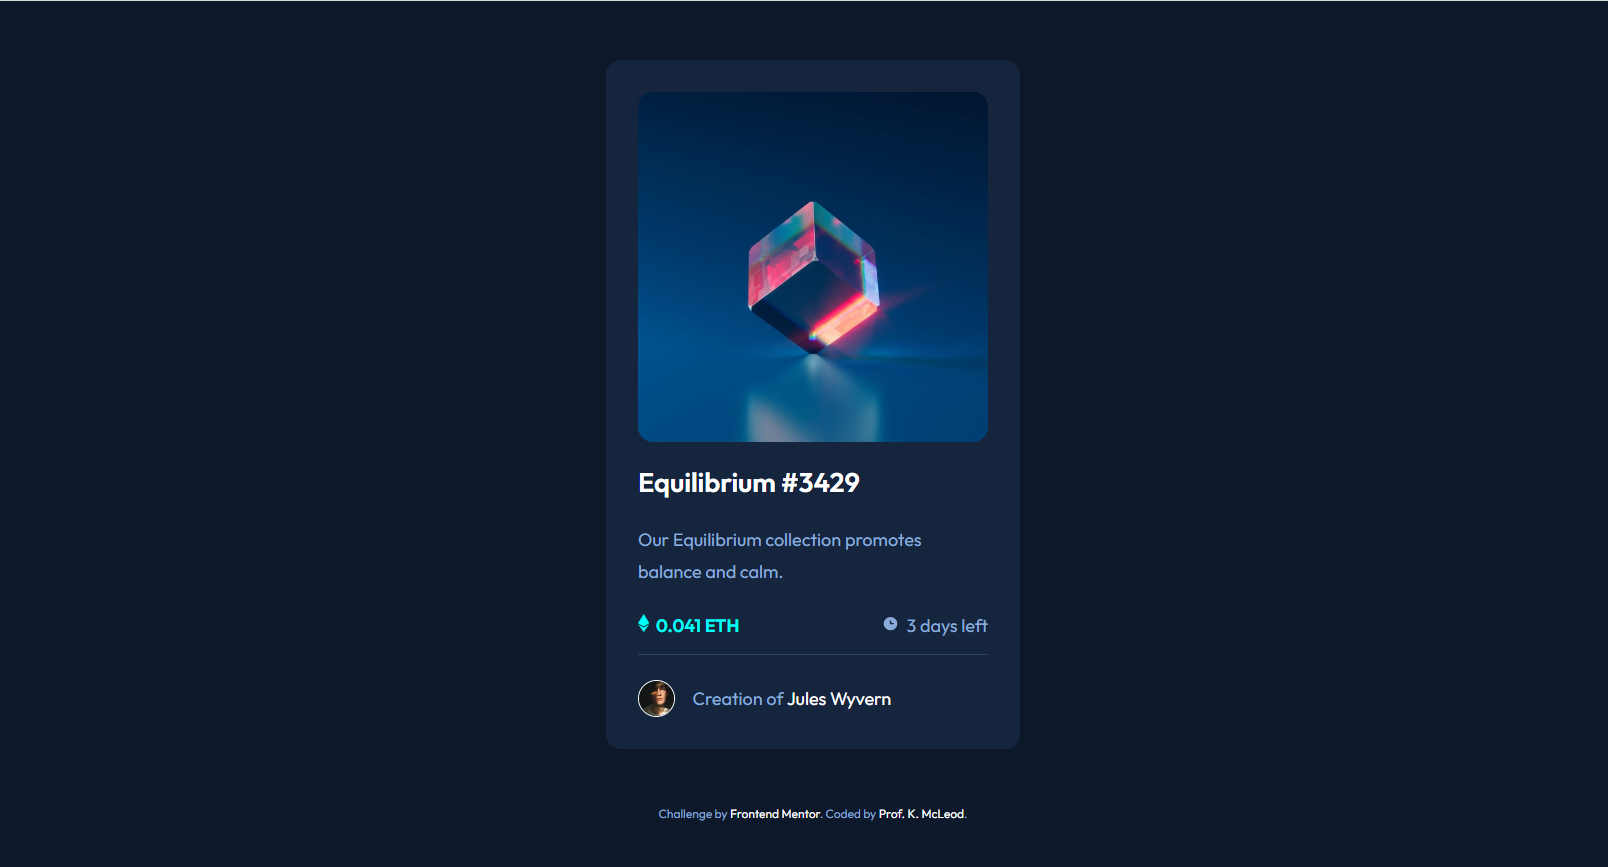 Equilibrium #3429
Our Equilibrium collection promotes
balance and calm.
0.041 ETH
3 days left
Creation of Jules Wyvern
Challenge by Frontend Mentor. Coded by Prof. K. McLeod.